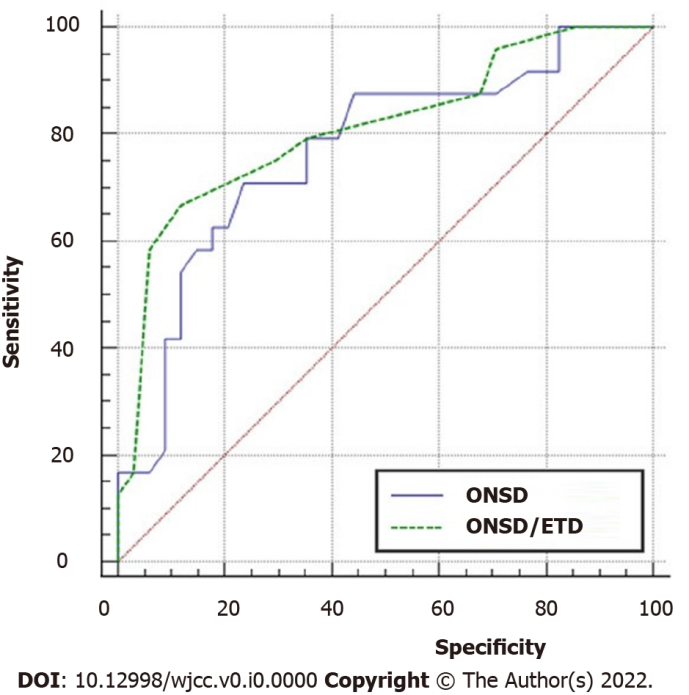 100
80
60
40
20
0
Sensitivity
ONSD
ONSD/ETD
0 20 40 60 80 100
Specificity
DOI: 10.12998/wjcc.v0.i0.0000 Copyright © The Author(s) 2022.